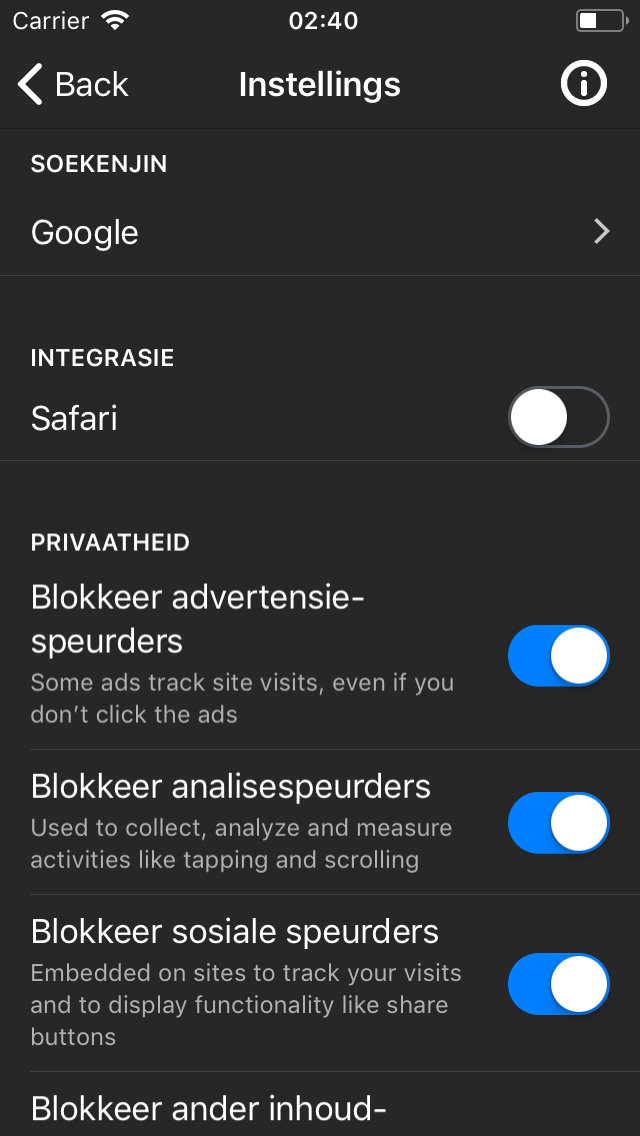 Carrier
02:40
Back
Instellings
SOEKENJIN
Google
INTEGRASIE
Safari
PRIVAATHEID
Blokkeer advertensie-
speurders
Some ads track site visits, even if you
don’t click the ads
Blokkeer analisespeurders
Used to collect, analyze and measure
activities like tapping and scrolling
Blokkeer sosiale speurders
Embedded on sites to track your visits
and to display functionality like share
buttons
Blokkeer ander inhoud-